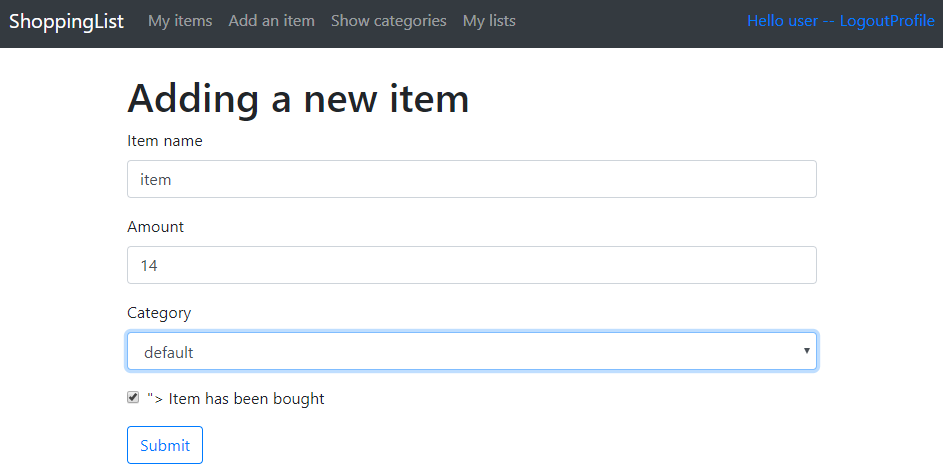 ShoppingList My items Add an item Show categories My lists Hello user -- LogoutProfile
Adding a new item
Item name
item
Amount
14
Category
default
"> Item has been bought
Submit